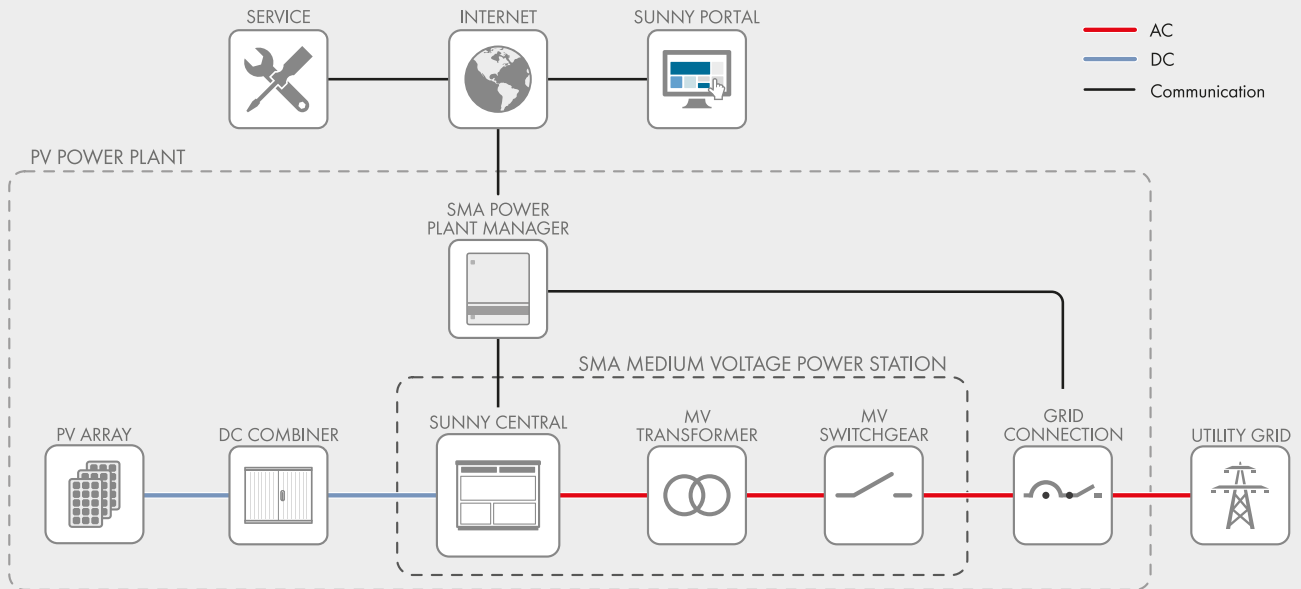 SERVICE
INTERNET
SUNNY PORTAL
AC
DC
Communication
PV POWER PLANT
SMA POWER
PLANT MANAGER
SMA MEDIUM VOLTAGE POWER STATION
PV ARRAY
DC COMBINER
SUNNY CENTRAL
MV
TRANSFORMER
MV
SWITCHGEAR
GRID
CONNECTION
UTILITY GRID